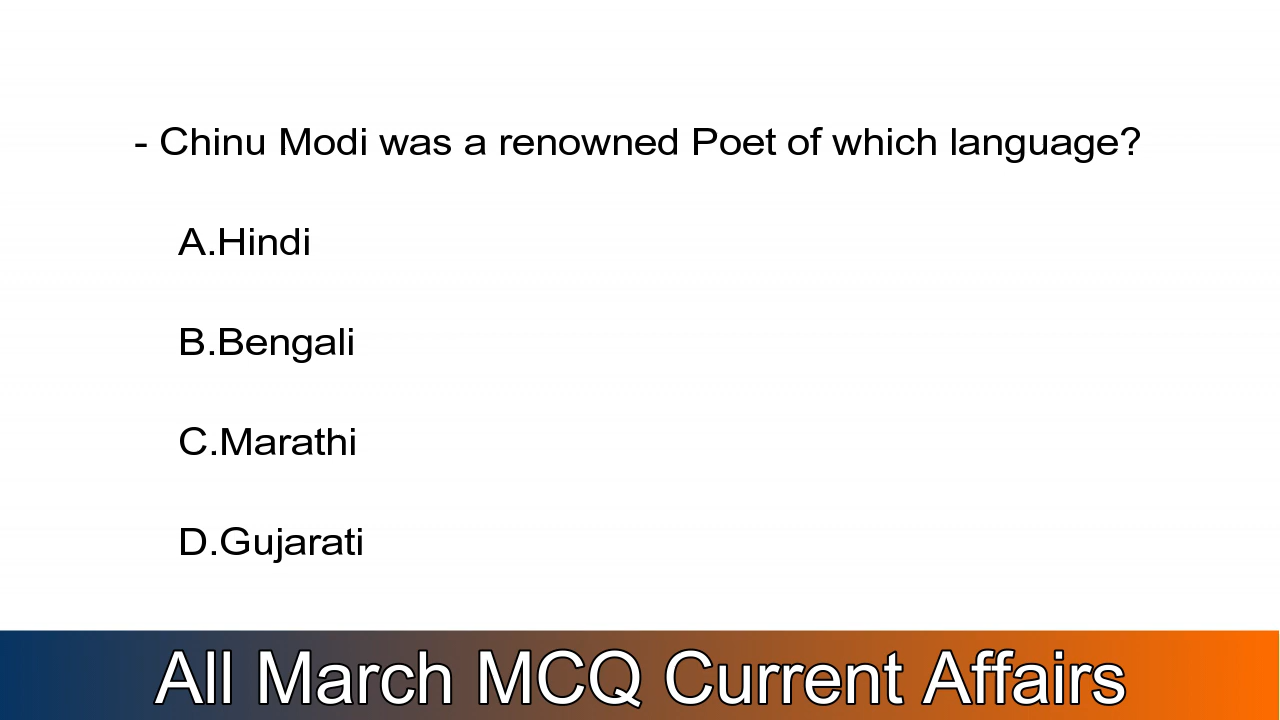 - Chinu Modi was a renowned Poet of which language?
A.Hindi
B.Bengali
C.Marathi
D.Gujarati
All March MCQ Current Affairs